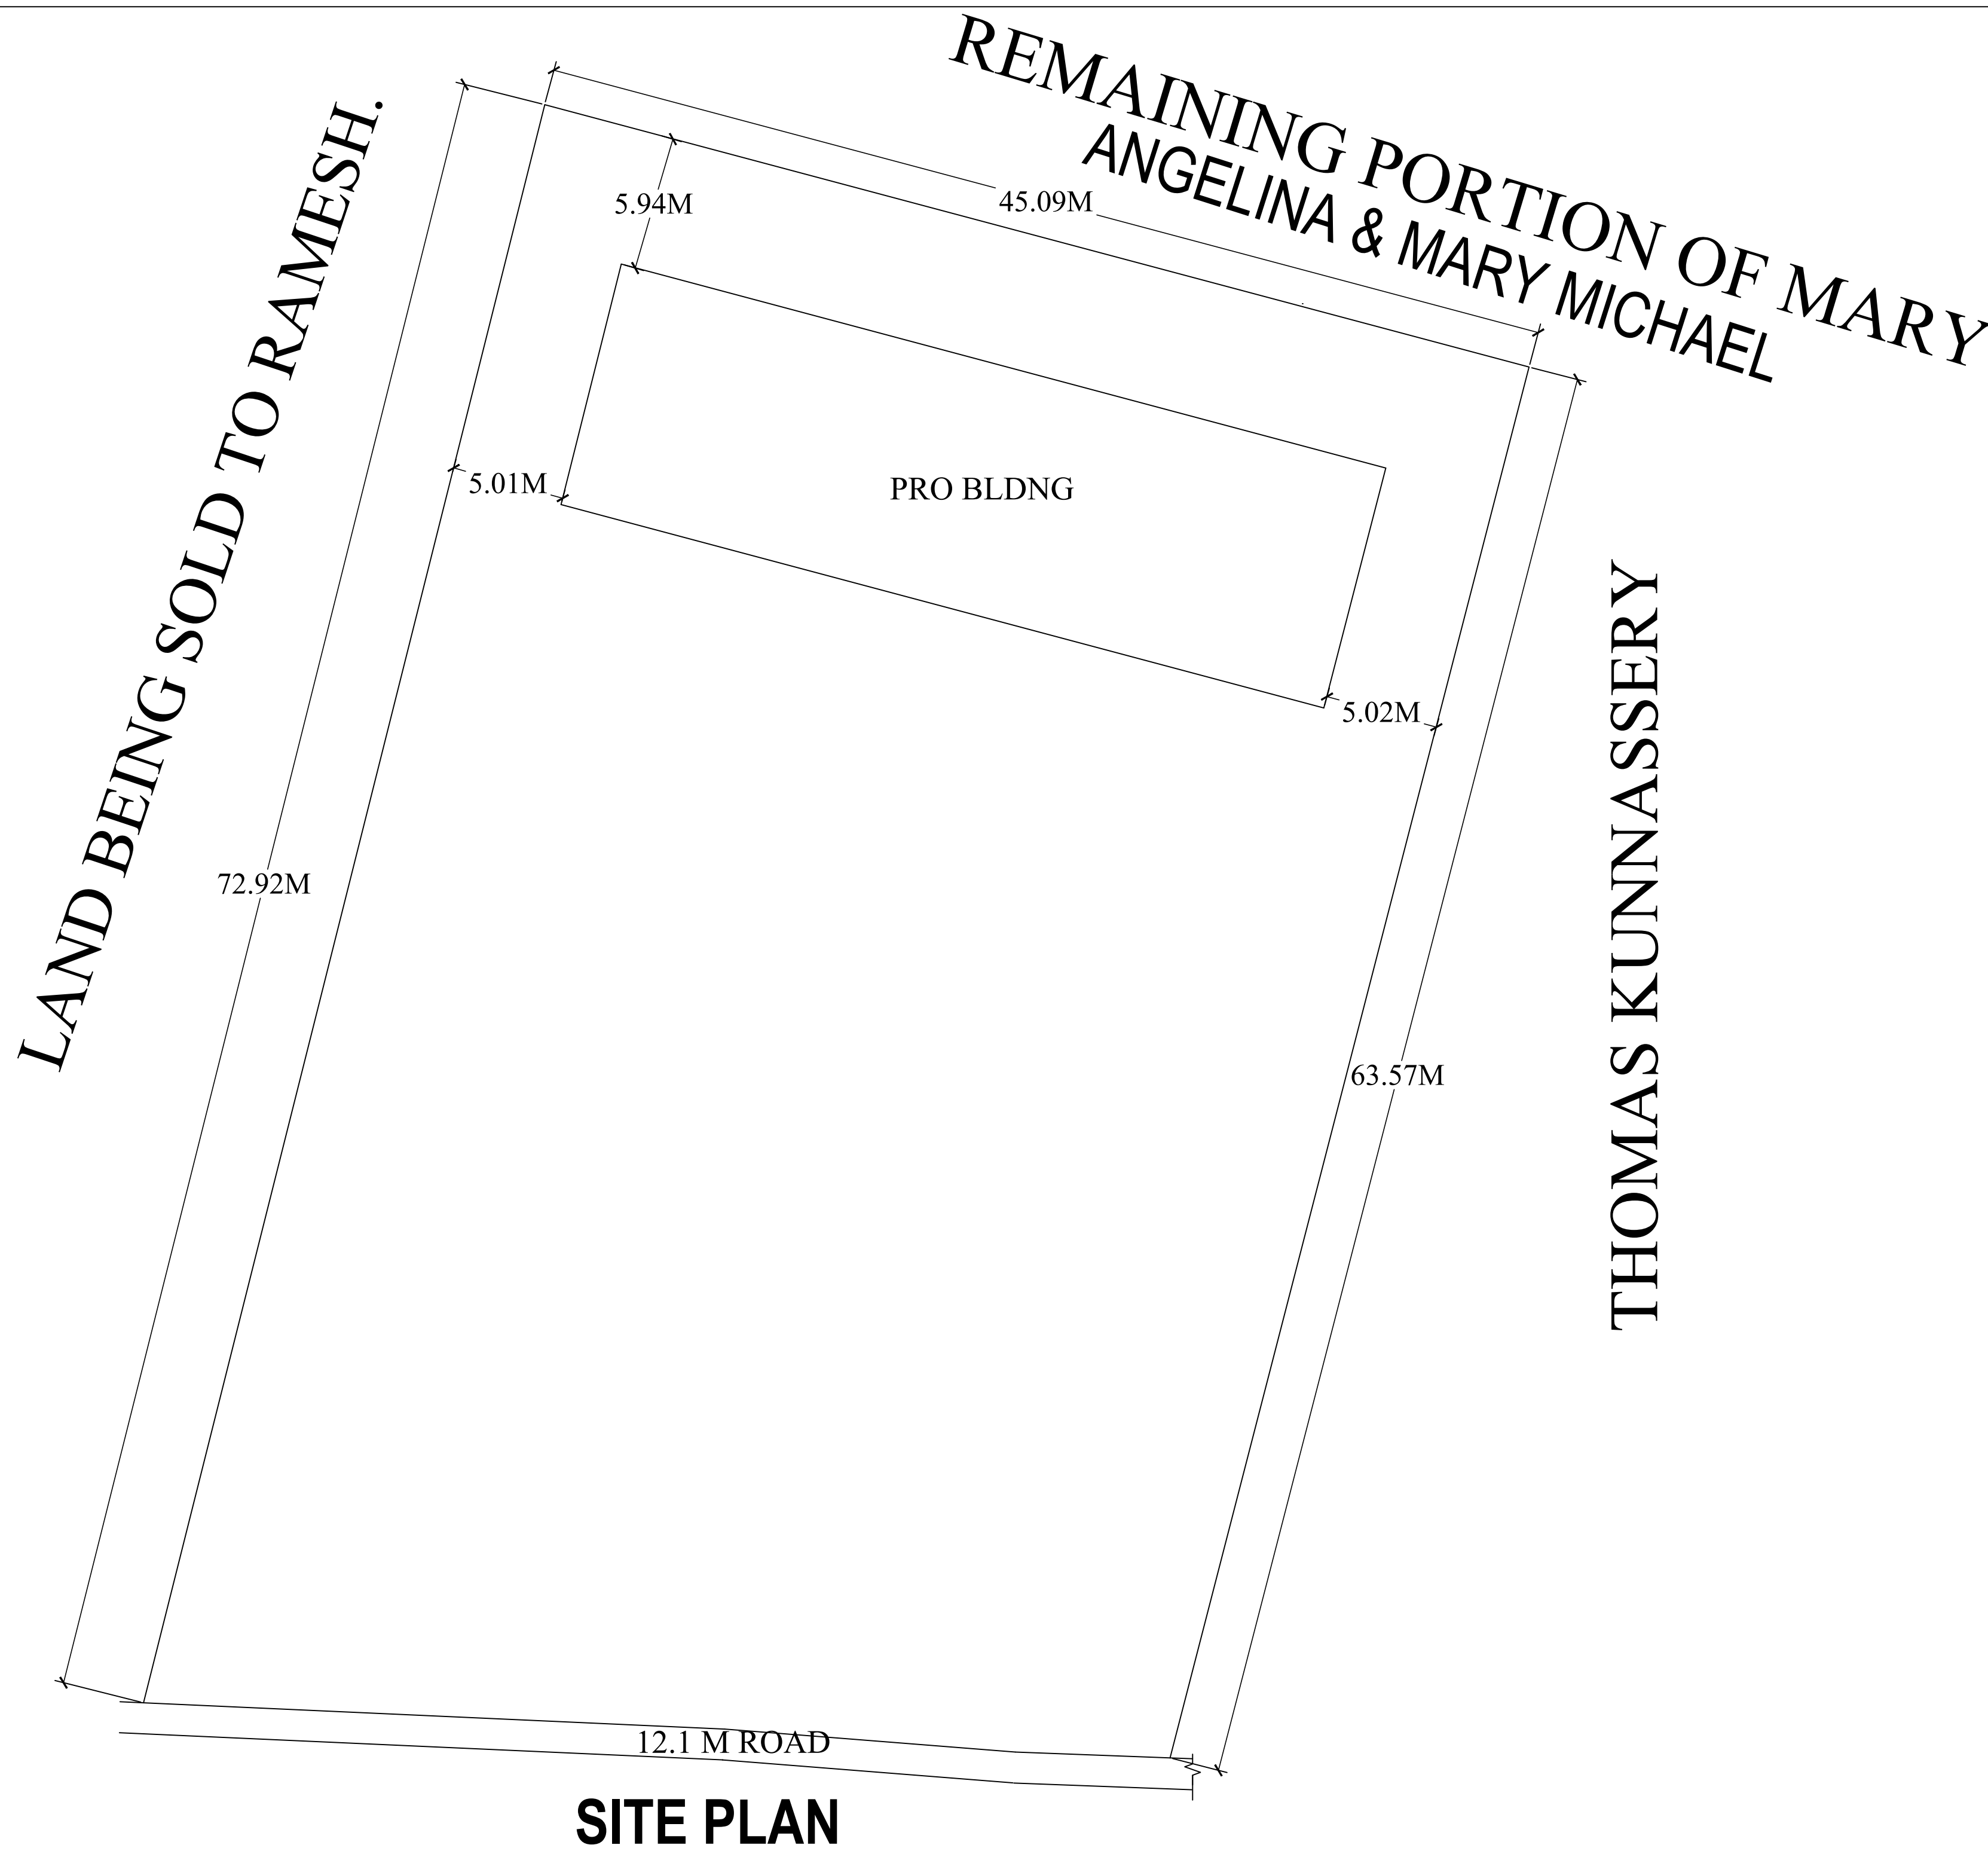 REMAINING PORTION OF MARY
ANGELINA & MARY MICHAEL
LAND BEING SOLD TO RAMESH.
45.09M
5.94M
5.01M
PRO BLDNG
5.02M
72.92M
63.57M
THOMAS KUNNASSERY
12.1 M ROAD
SITE PLAN